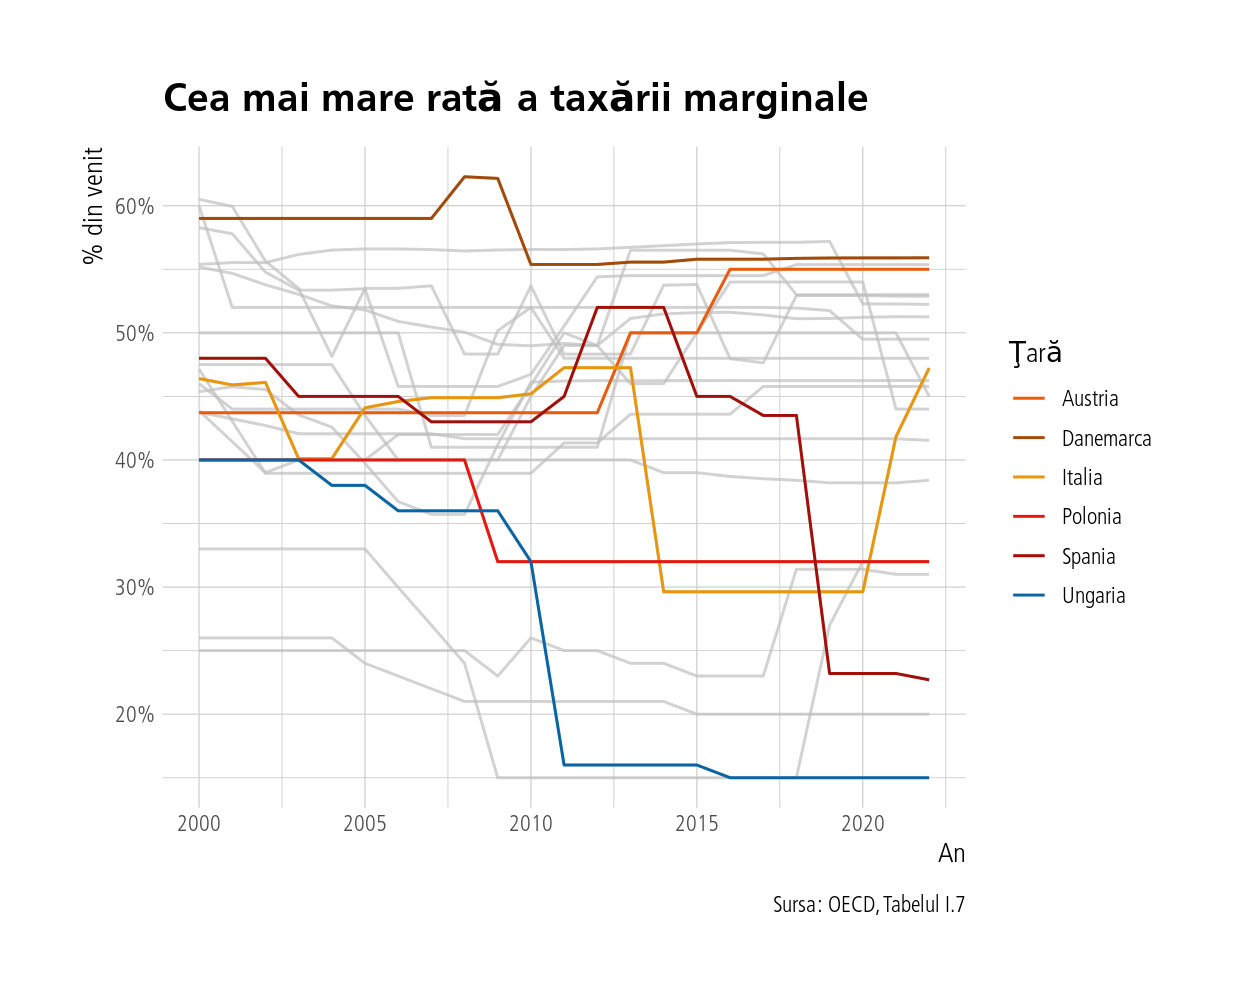 Cea mai mare rată a taxării marginale
% din venit
60%
50%
40%
30%
20%
2000 2005 2010 2015 2020
An
Ţară
Austria
Danemarca
Italia
Polonia
Spania
Ungaria
Sursa: OECD, Tabelul I.7